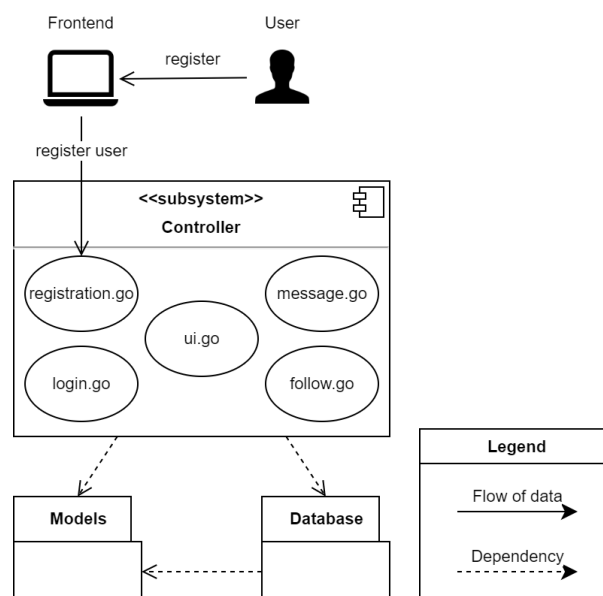 Frontend
User
register
register user
<<subsystem>>
Controller
registration.go
message.go
ui.go
login.go
follow.go
Legend
Flow of data
Models
Database
Dependency